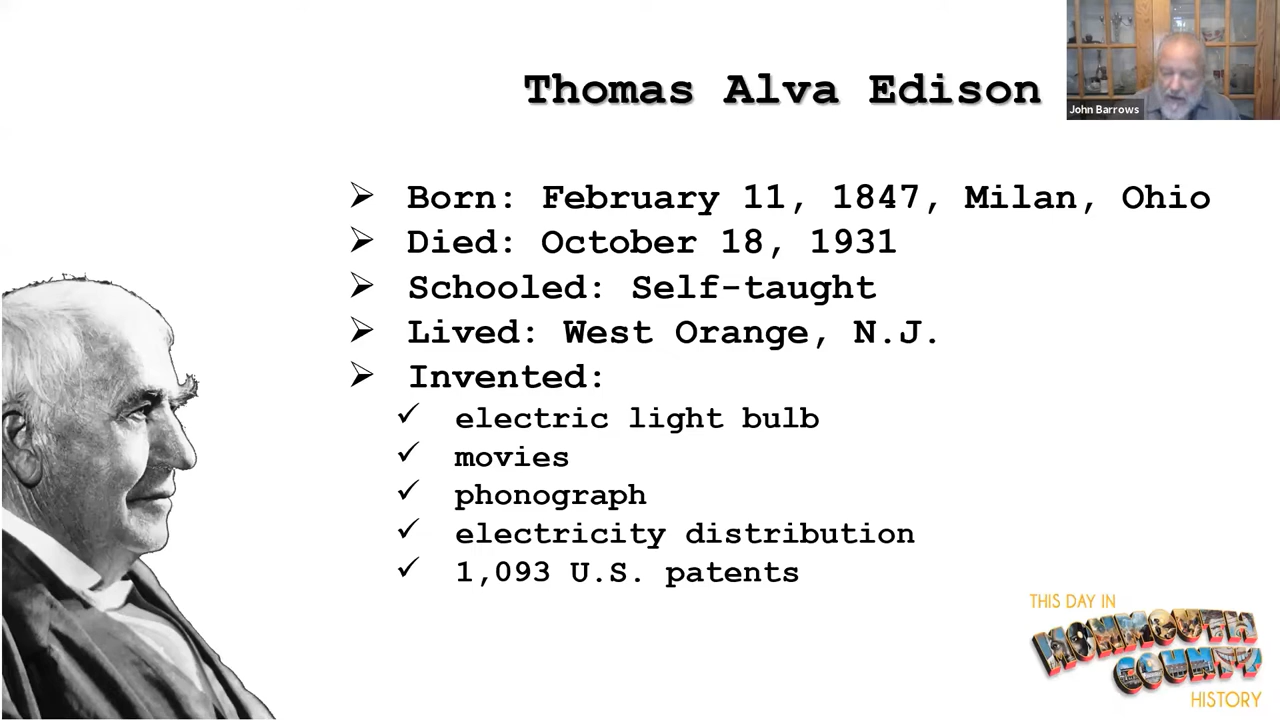 Thomas Alva Edison
John Barrows
➢ Born: February 11, 1847, Milan, Ohio
➢ Died: October 18, 1931
➢ Schooled: Self-taught
➢ Lived: West Orange, N.J.
➢ Invented:
✓ electric light bulb
✓ movies
✓ phonograph
✓ electricity distribution
✓ 1,093 U.S. patents
THIS DAY IN
MONMOUTH
COUNTY
HISTORY